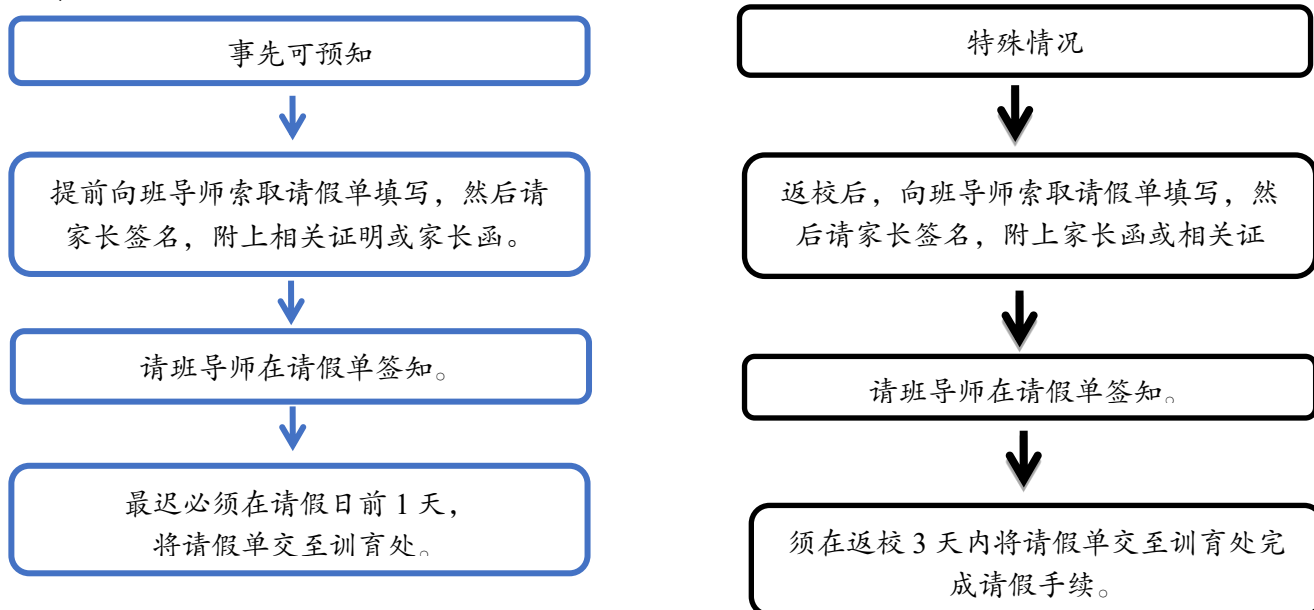 事先可预知
提前向班导师索取请假单填写，然后请
家长签名，附上相关证明或家长函。
请班导师在请假单签知。
最迟必须在请假日前 1 天，
将请假单交至训育处。
特殊情况
返校后，向班导师索取请假单填写，然
后请家长签名，附上家长函或相关证
请班导师在请假单签知。
须在返校 3 天内将请假单交至训育处完
成请假手续。